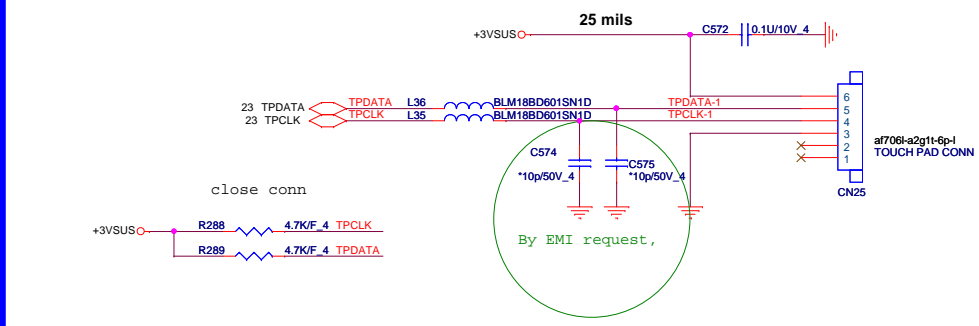 25 mils
+3VSUS
C572 0.1U/10V_4
23 TPDATA TPDATA L36 BLM18BD601SN1D TPDATA-1
23 TPCLK TPCLK L35 BLM18BD601SN1D TPCLK-1
6
5
4
3
2
1
af706l-a2g1t-6p-l
TOUCH PAD CONN
CN25
C574
*10p/50V_4
C575
*10p/50V_4
By EMI request,
close conn
+3VSUS
R288 4.7K/F_4 TPCLK
R289 4.7K/F_4 TPDATA